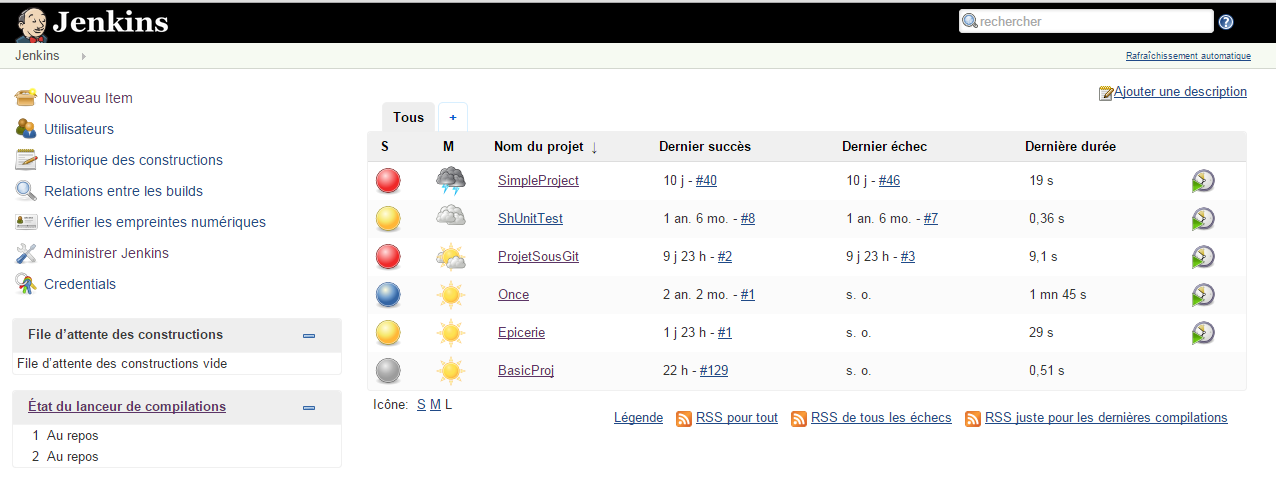 Jenkins
rechercher
Jenkins
Rafraîchissement automatique
Nouveau Item
Utilisateurs
Historique des constructions
Relations entre les builds
Vérifier les empreintes numériques
Administrer Jenkins
Credentials
File d'attente des constructions
File d'attente des constructions vide
État du lanceur de compilations
1 Au repos
2 Au repos
Ajouter une description
Tous +
S M Nom du projet ↓ Dernier succès Dernier échec Dernière durée
SimpleProject 10 j - #40 10 j - #46 19 s
ShUnitTest 1 an. 6 mo. - #8 1 an. 6 mo. - #7 0,36 s
ProjetSousGit 9 j 23 h - #2 9 j 23 h - #3 9,1 s
Once 2 an. 2 mo. - #1 s. o. 1 mn 45 s
Epicerie 1 j 23 h - #1 s. o. 29 s
BasicProj 22 h - #129 s. o. 0,51 s
Icône: S M L
Légende RSS pour tout RSS de tous les échecs RSS juste pour les dernières compilations